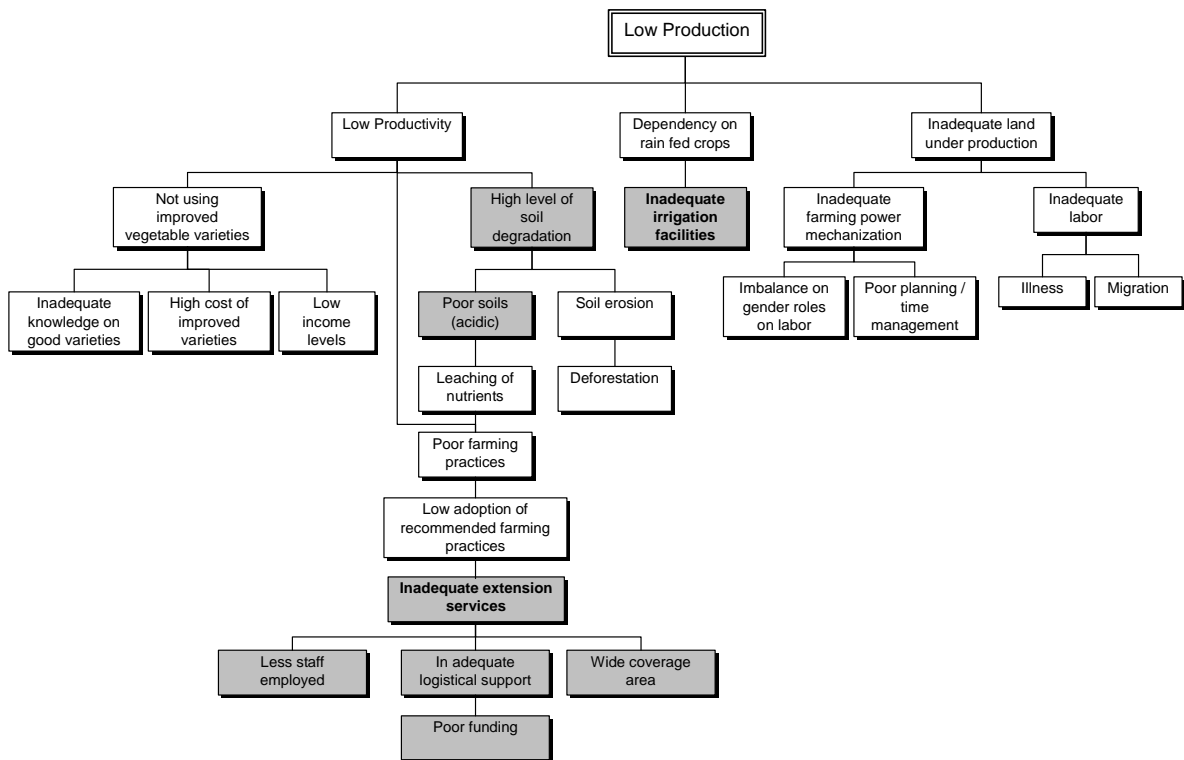 Low Production
Low Productivity
Dependency on
rain fed crops
Inadequate land
under production
Not using
improved
vegetable varieties
High level of
soil
degradation
Inadequate
irrigation
facilities
Inadequate
farming power
mechanization
Inadequate
labor
Inadequate
knowledge on
good varieties
High cost of
improved
varieties
Low
income
levels
Poor soils
(acidic)
Soil erosion
Imbalance on
gender roles
on labor
Poor planning /
time
management
Illness
Migration
Leaching of
nutrients
Deforestation
Poor farming
practices
Low adoption of
recommended farming
practices
Inadequate extension
services
Less staff
employed
In adequate
logistical support
Wide coverage
area
Poor funding